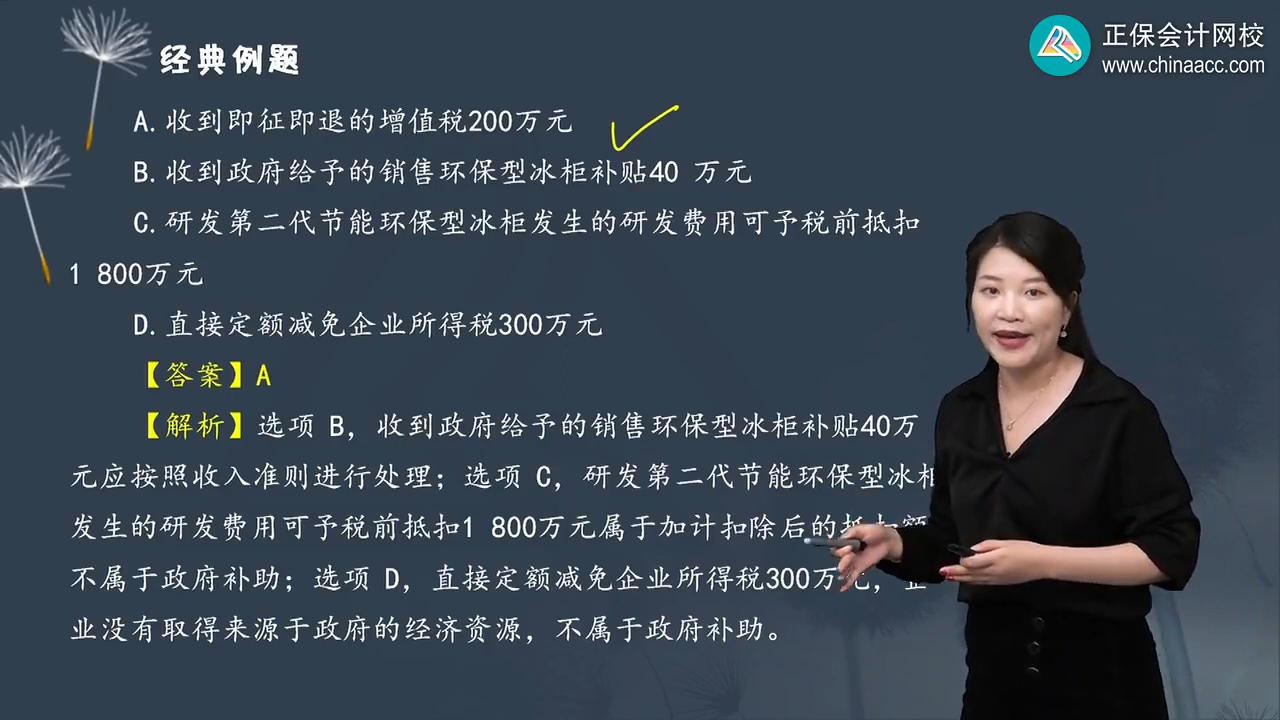 正保会计网校
www.chinaacc.com
经典例题
A. 收到即征即退的增值税200万元
B. 收到政府给予的销售环保型冰柜补贴40 万元
C. 研发第二代节能环保型冰柜发生的研发费用可予税前抵扣
1 800万元
D. 直接定额减免企业所得税300万元
【答案】A
【解析】选项 B，收到政府给予的销售环保型冰柜补贴40万
元应按照收入准则进行处理；选项 C，研发第二代节能环保型冰柜
发生的研发费用可予税前抵扣1 800万元属于加计扣除后的抵扣额
不属于政府补助；选项 D，直接定额减免企业所得税300万元，企
业没有取得来源于政府的经济资源，不属于政府补助。